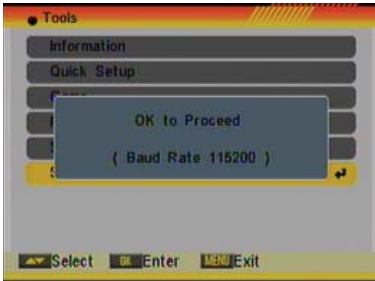 Tools
Information
Quick Setup
OK to Proceed
( Baud Rate 115200 )
Select OK Enter MENU Exit